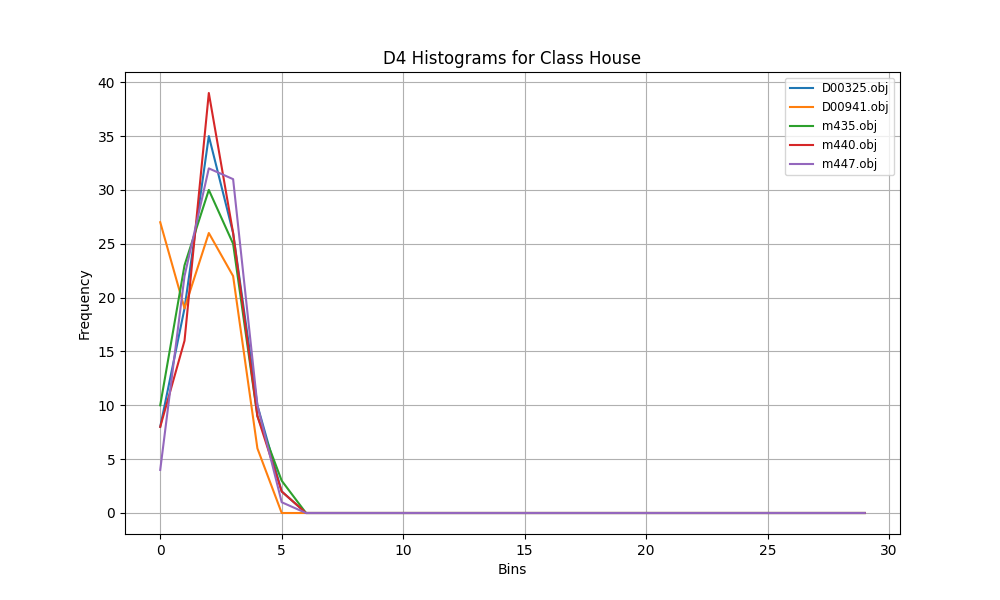 D4 Histograms for Class House
Frequency
40
35
30
25
20
15
10
5
0
D00325.obj
D00941.obj
m435.obj
m440.obj
m447.obj
0 5 10 15 20 25 30
Bins